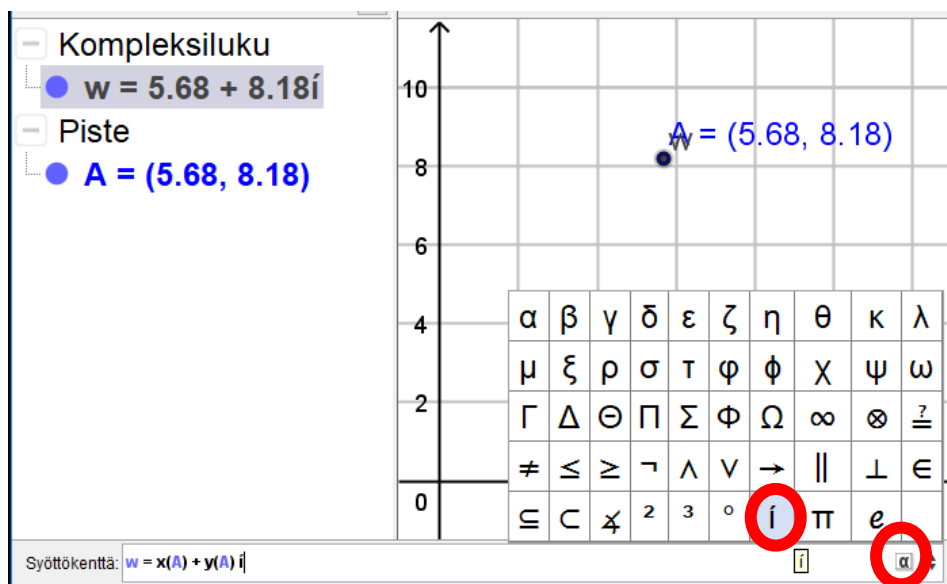 Kompleksiluku
w = 5.68 + 8.18í
Piste
A = (5.68, 8.18)
10
8
6
4
2
0
w
A = (5.68, 8.18)
α β γ δ ε ζ η θ κ λ
μ ξ ρ σ τ φ ϕ χ ψ ω
Γ Δ Θ Π Σ Φ Ω ∞ ⊗ ≟
≠ ≤ ≥ ¬ ∧ ∨ → ∥ ⊥ ∈
⊆ ⊂ ∡ ² ³ ° í π ℯ
Syöttökenttä: w = x(A) + y(A) í
í
α